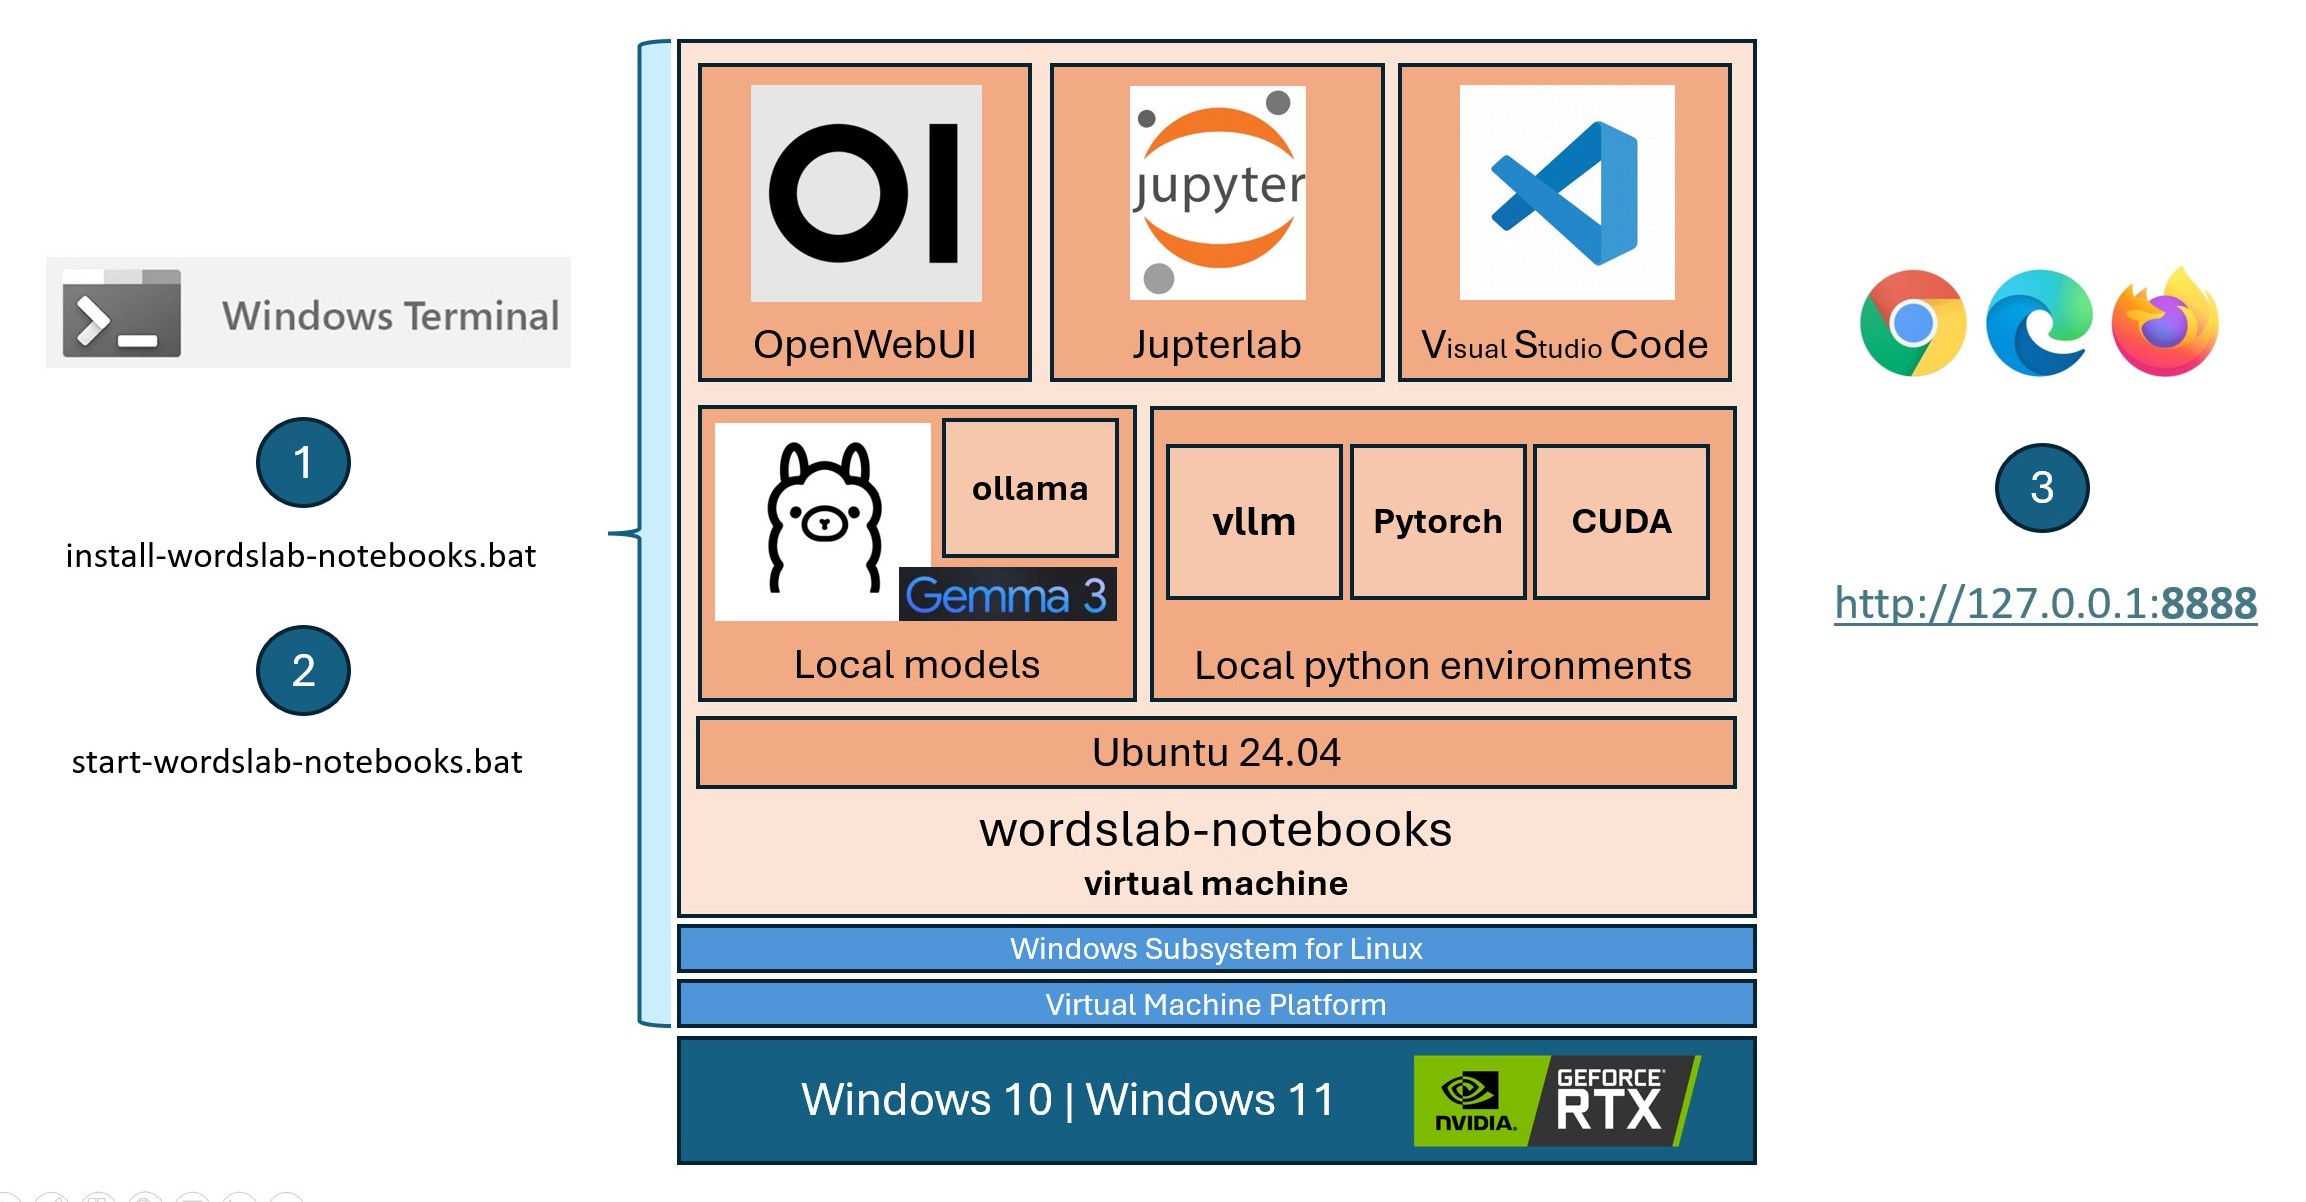 Windows Terminal
1
install-wordslab-notebooks.bat
2
start-wordslab-notebooks.bat
OI
OpenWebUI
jupyter
Jupterlab
Visual Studio Code
ollama
Gemma 3
Local models
vllm
Pytorch
CUDA
Local python environments
Ubuntu 24.04
wordslab-notebooks
virtual machine
Windows Subsystem for Linux
Virtual Machine Platform
Windows 10 | Windows 11
NVIDIA.
GEFORCE
RTX
3
http://127.0.0.1:8888